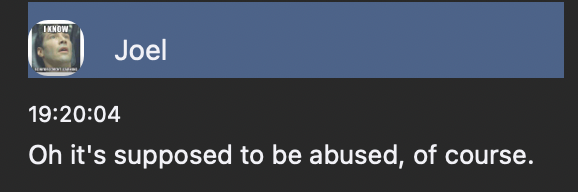 I KNOW
Joel
19:20:04
Oh it's supposed to be abused, of course.